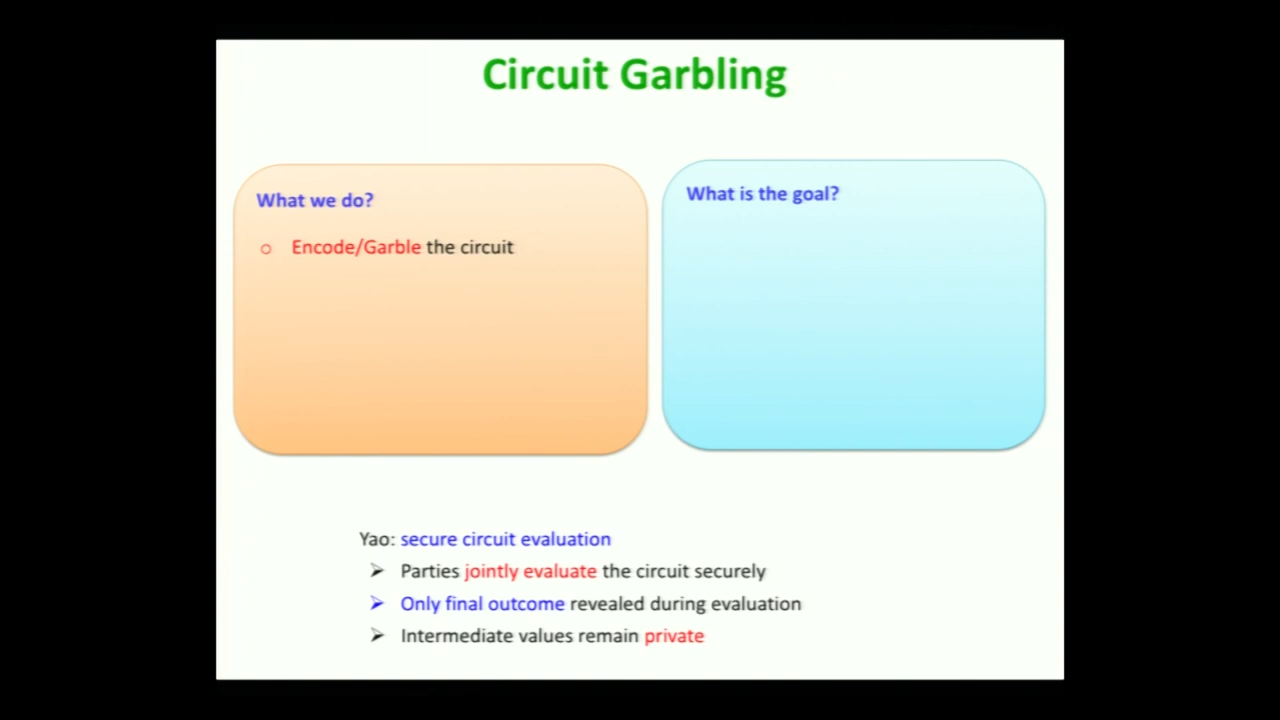 Circuit Garbling
What we do?
o Encode/Garble the circuit
What is the goal?
Yao: secure circuit evaluation
➢ Parties jointly evaluate the circuit securely
➢ Only final outcome revealed during evaluation
➢ Intermediate values remain private